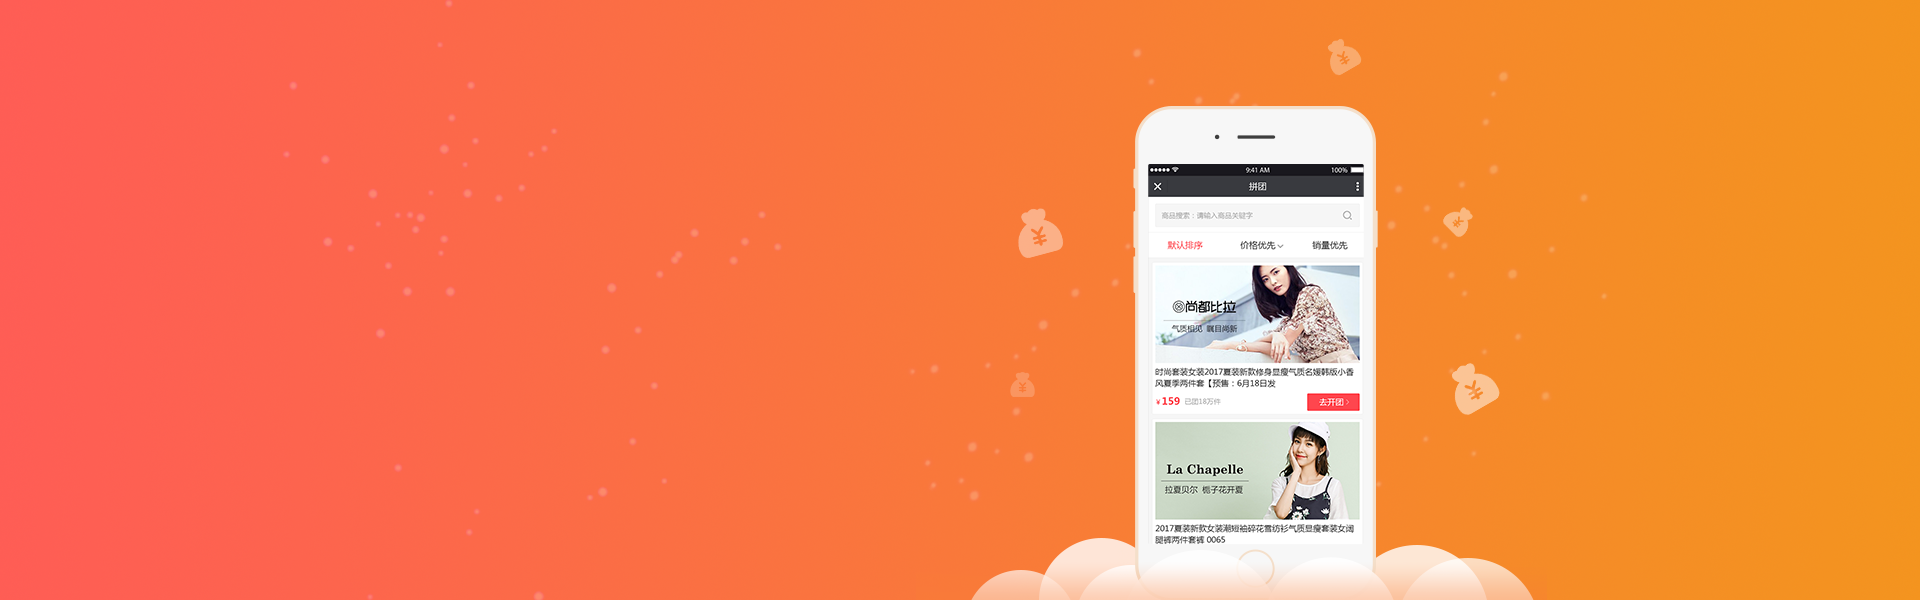 9:41 AM 100%
拼团
商品搜索：请输入商品关键字
默认排序 价格优先 销量优先
尚都比拉
气质相见 瞩目尚新
时尚套装女装2017夏装新款修身显瘦气质名媛韩版小香
风夏季两件套【预售：6月18日发
¥159 已团18万件 去开团
La Chapelle
拉夏贝尔 栀子花开夏
2017夏装新款女装潮短袖碎花雪纺衫气质显瘦套装女阔
腿裤两件套裤 0065